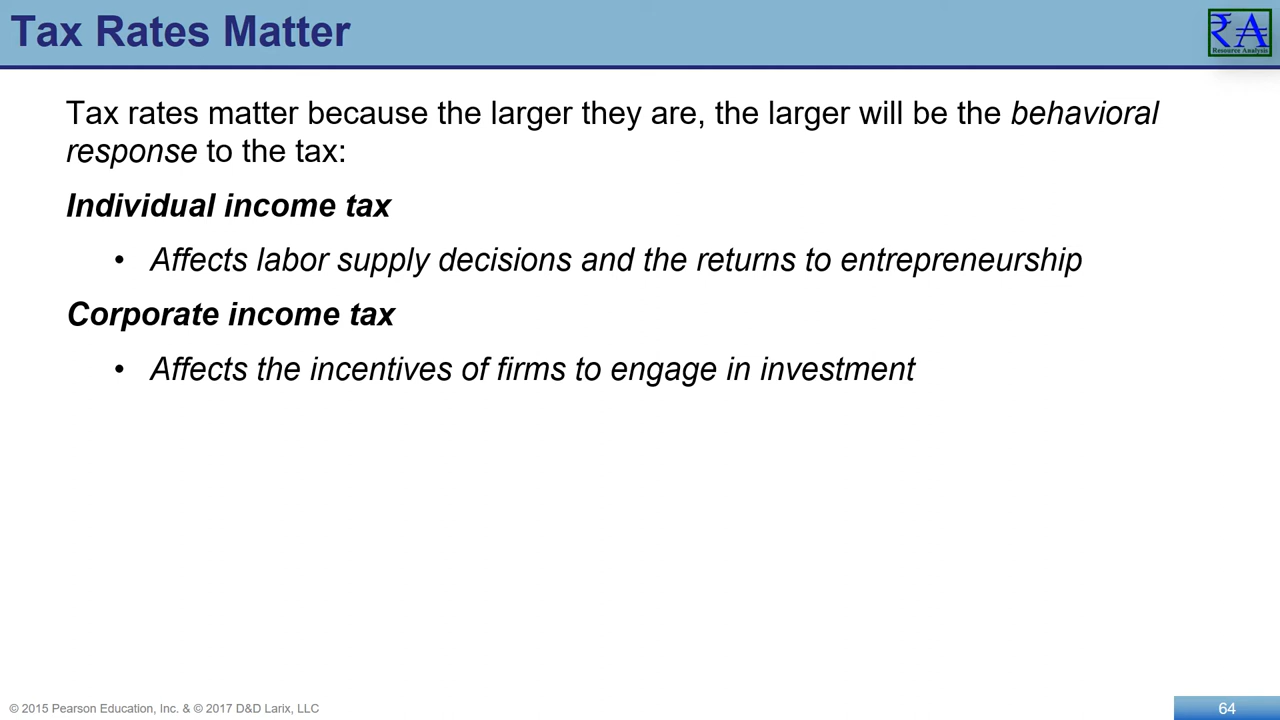 Tax Rates Matter
₹A
Resource Analysis
Tax rates matter because the larger they are, the larger will be the behavioral
response to the tax:
Individual income tax
• Affects labor supply decisions and the returns to entrepreneurship
Corporate income tax
• Affects the incentives of firms to engage in investment
© 2015 Pearson Education, Inc. & © 2017 D&D Larix, LLC
64